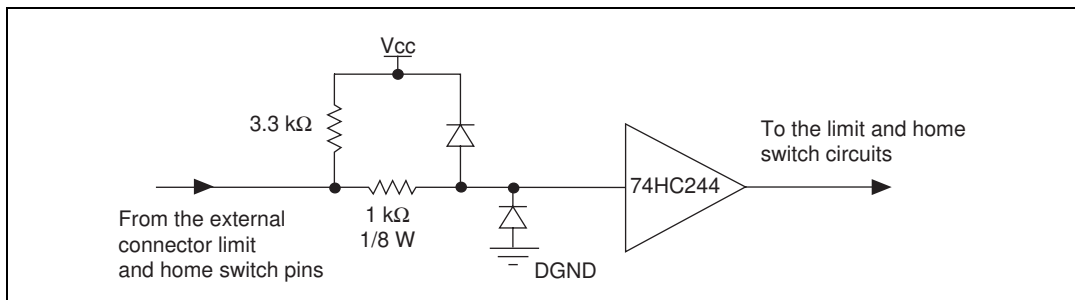 Vcc
3.3 kΩ
To the limit and home
switch circuits
74HC244
From the external
connector limit
and home switch pins
1 kΩ
1/8 W
DGND